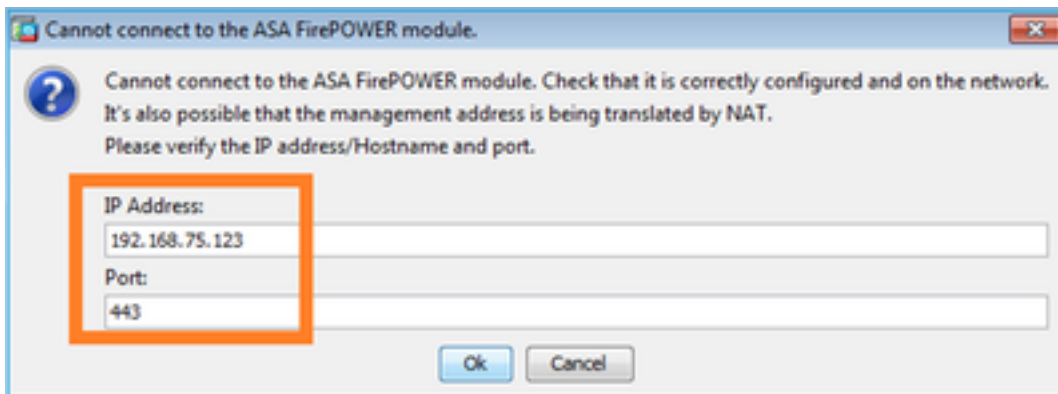 Cannot connect to the ASA FirePOWER module.
Cannot connect to the ASA FirePOWER module. Check that it is correctly configured and on the network.
It's also possible that the management address is being translated by NAT.
Please verify the IP address/Hostname and port.
IP Address:
192.168.75.123
Port:
443
Ok Cancel